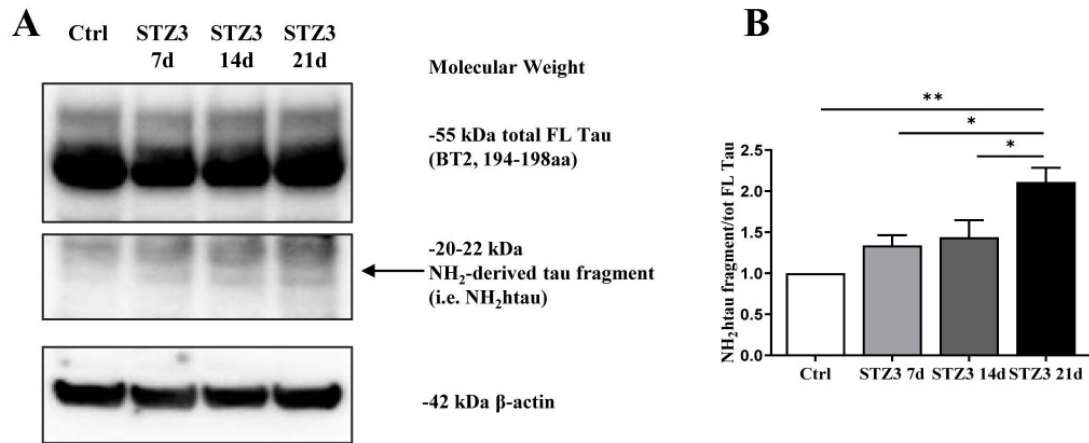 A
Ctrl STZ3 STZ3 STZ3
7d 14d 21d
Molecular Weight
-55 kDa total FL Tau
(BT2, 194-198aa)
-20-22 kDa
NH₂-derived tau fragment
(i.e. NH₂htau)
-42 kDa β-actin
B
**
*
*
NH₂htau fragment/tot FL Tau
2.5
2.0
1.5
1.0
0.5
0.0
Ctrl STZ3 7d STZ3 14d STZ3 21d